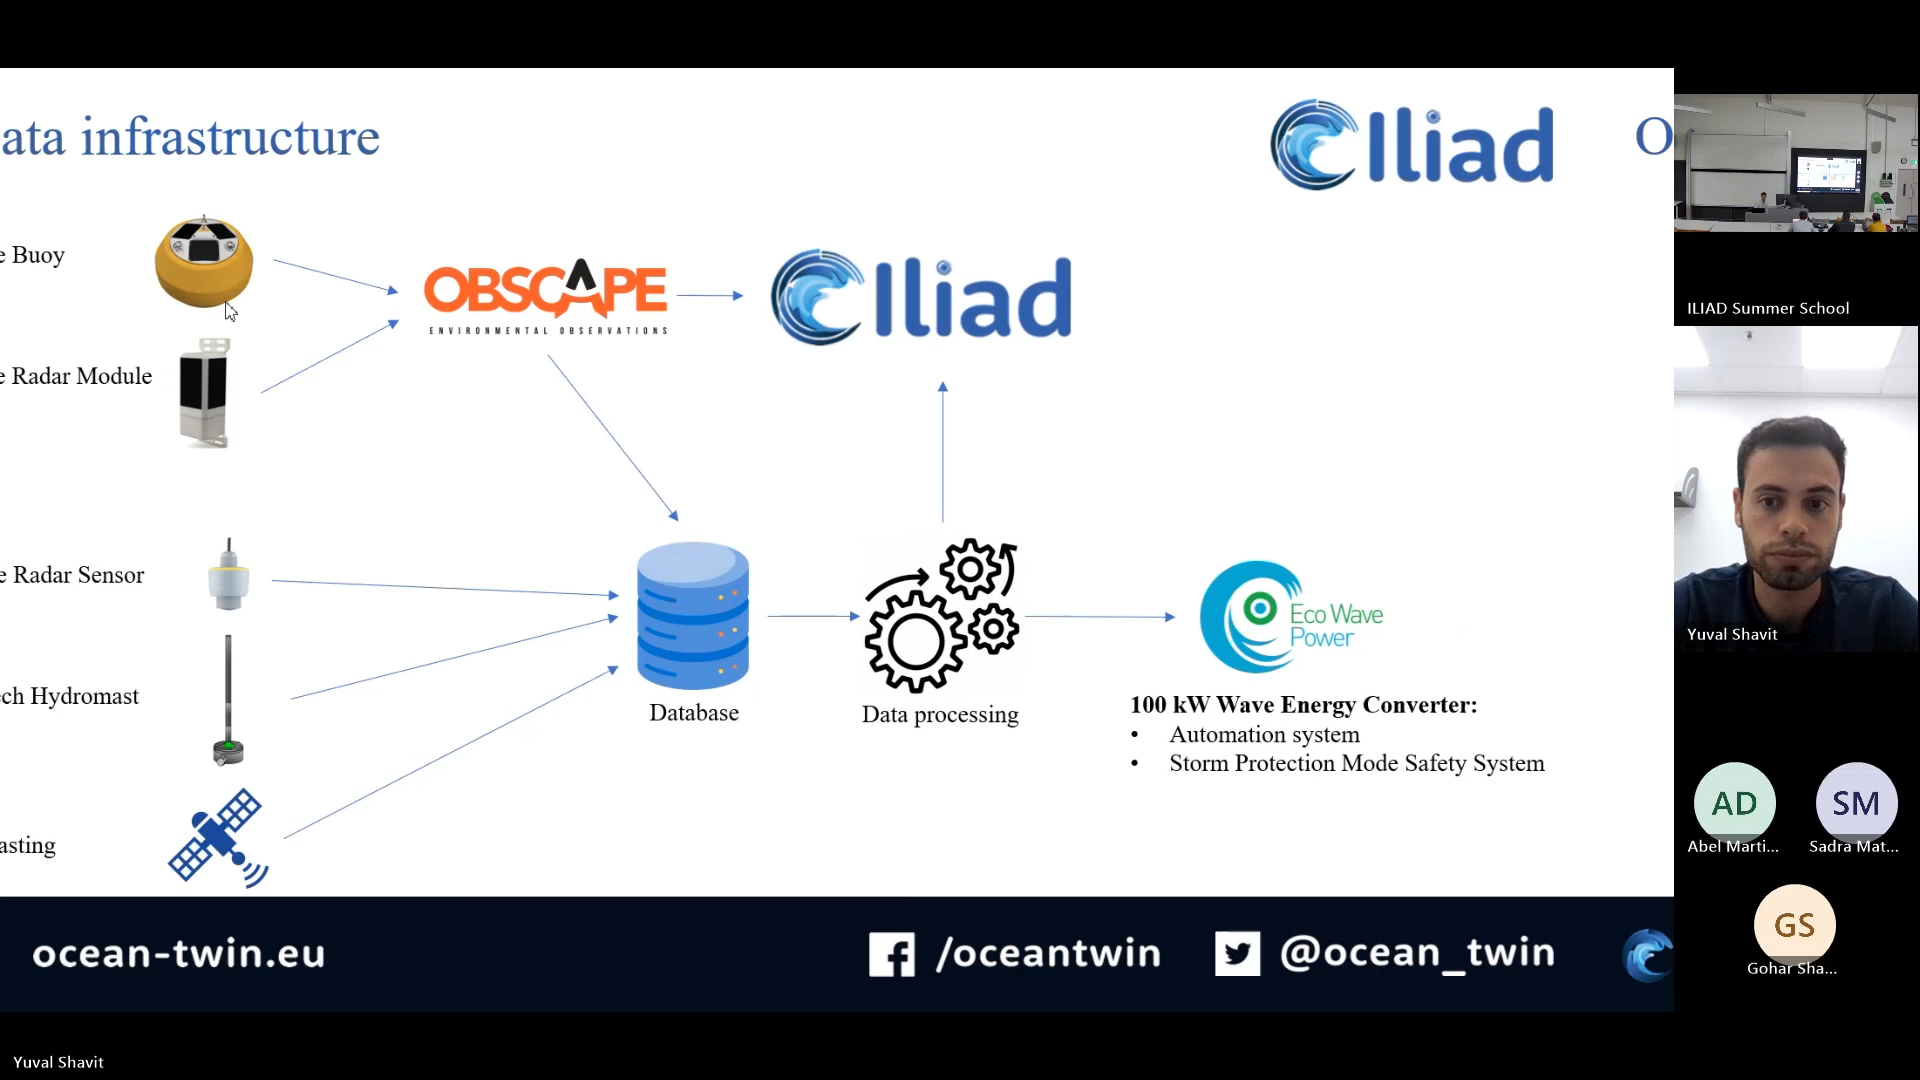 ata infrastructure
Iliad
O
e Buoy
OBSCAPE
ENVIRONMENTAL OBSERVATIONS
Iliad
ILIAD Summer School
e Radar Module
e Radar Sensor
Eco Wave
Power
Yuval Shavit
ech Hydromast
Database
Data processing
100 kW Wave Energy Converter:
• Automation system
• Storm Protection Mode Safety System
asting
AD
SM
Abel Marti...
Sadra Mat...
GS
Gohar Sha...
ocean-twin.eu
/oceantwin
@ocean_twin
Yuval Shavit